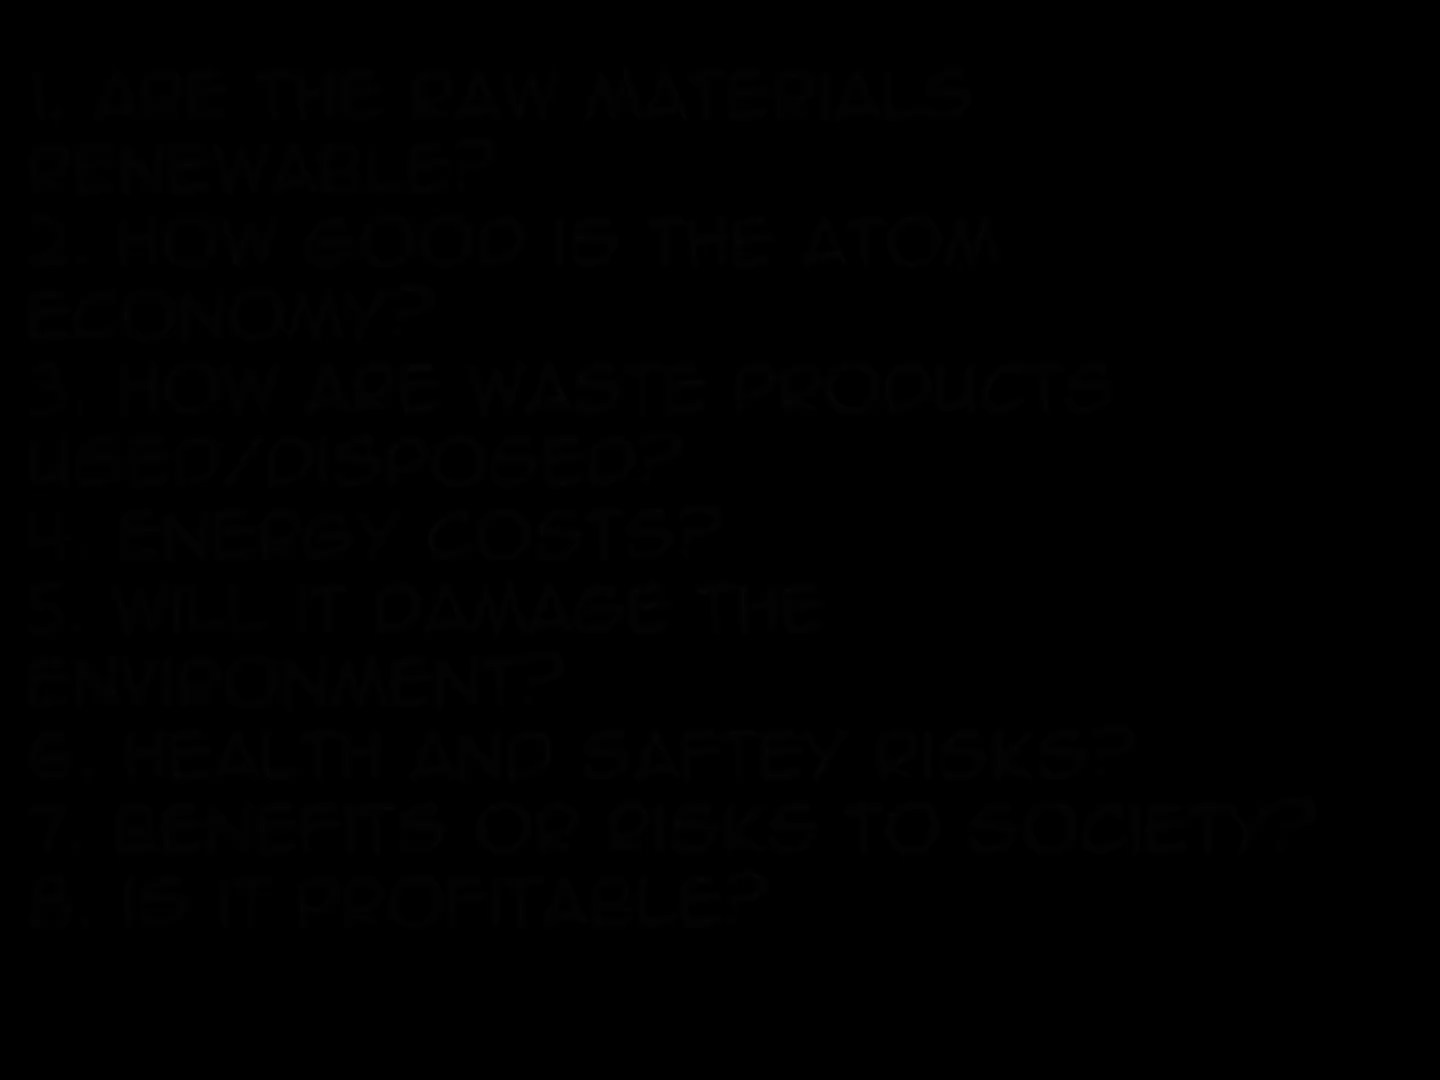 1. ARE THE RAW MATERIALS
RENEWABLE?
2. HOW GOOD IS THE ATOM
ECONOMY?
3. HOW ARE WASTE PRODUCTS
USED/DISPOSED?
4. ENERGY COSTS?
5. WILL IT DAMAGE THE
ENVIRONMENT?
6. HEALTH AND SAFTEY RISKS?
7. BENEFITS OR RISKS TO SOCIETY?
8. IS IT PROFITABLE?